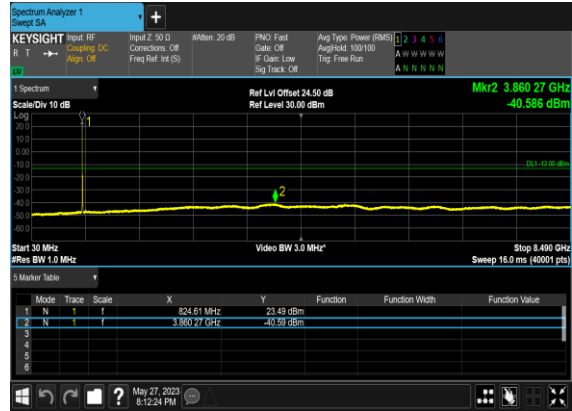 Spectrum Analyzer 1
Swept SA
+
KEYSIGHT Input: RF Input Z: 50 Ω #Atten: 20 dB PNO: Fast Avg Type: Power (RMS) 1 2 3 4 5 6
R T Coupling: DC Corrections: Off Gate: Off Avg|Hold: 100/100 A W W W W W
Align: Off Freq Ref: Int (S) IF Gain: Low Trig: Free Run
Sig Track: Off A N N N N N
1 Spectrum
Ref Lvl Offset 24.50 dB Mkr2 3.860 27 GHz
Scale/Div 10 dB Ref Level 30.00 dBm -40.586 dBm
Log
1
20.0
10.0
0.00
-10.0
DL1 -13.00 dBm
-20.0
-30.0
2
-40.0
-50.0
-60.0
Start 30 MHz Video BW 3.0 MHz* Stop 8.490 GHz
#Res BW 1.0 MHz Sweep 16.0 ms (40001 pts)
5 Marker Table
Mode Trace Scale X Y Function Function Width Function Value
1 N 1 f 824.61 MHz 23.49 dBm
2 N 1 f 3.860 27 GHz -40.59 dBm
3
4
5
6
? May 27, 2023
8:12:24 PM